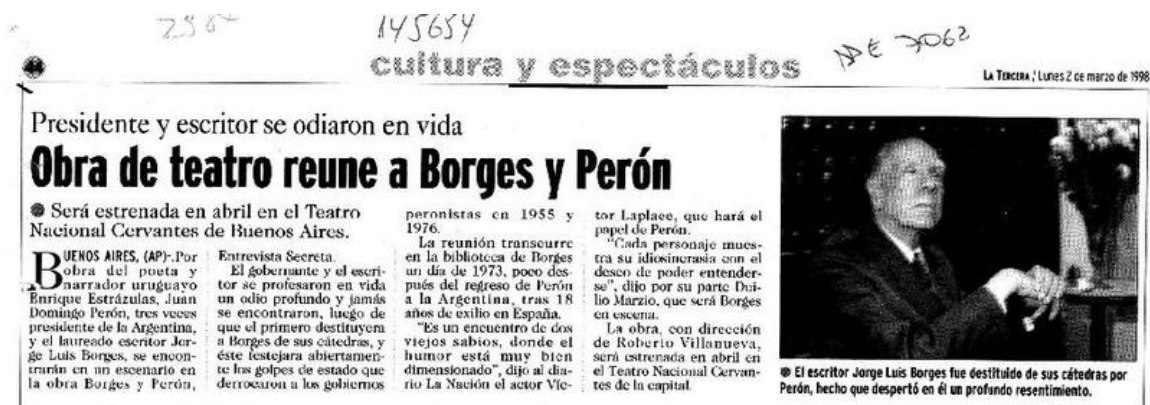 145654
cultura y espectáculos
44
LA TERCERA / Lunes 2 de marzo de 1998
Presidente y escritor se odiaron en vida
Obra de teatro reune a Borges y Perón
Será estrenada en abril en el Teatro
Nacional Cervantes de Buenos Aires.
BUENOS AIRES, (AP)-.Por
obra del poeta y
narrador uruguayo
Enrique Estrázulas, Juan
Domingo Perón, tres veces
presidente de la Argentina,
y el laureado escritor Jor-
ge Luis Borges, se encon-
trarán en un escenario en
la obra Borges y Perón,
Entrevista Secreta.
El gobernante y el escri-
tor se profesaron en vida
un odio profundo y jamás
se encontraron, luego de
que el primero destituyera
a Borges de sus cátedras, y
éste festejara abiertamen-
te los golpes de estado que
derrocaron a los gobiernos
peronistas en 1955 y
1976.
La reunión transcurre
en la biblioteca de Borges
un día de 1973, poco des-
pués del regreso de Perón
a la Argentina, tras 18
años de exilio en España.
"Es un encuentro de dos
viejos sabios, donde el
humor está muy bien
dimensionado", dijo al dia-
rio La Nación el actor Víc-
tor Laplace, que hará el
papel de Perón.
"Cada personaje mues-
tra su idiosincrasia con el
deseo de poder entender-
se", dijo por su parte Dui-
lio Marzio, que será Borges
en escena.
La obra, con dirección
de Roberto Villanueva,
será estrenada en abril en
el Teatro Nacional Cervan-
tes de la capital.
El escritor Jorge Luis Borges fue destituido de sus cátedras por
Perón, hecho que despertó en él un profundo resentimiento.